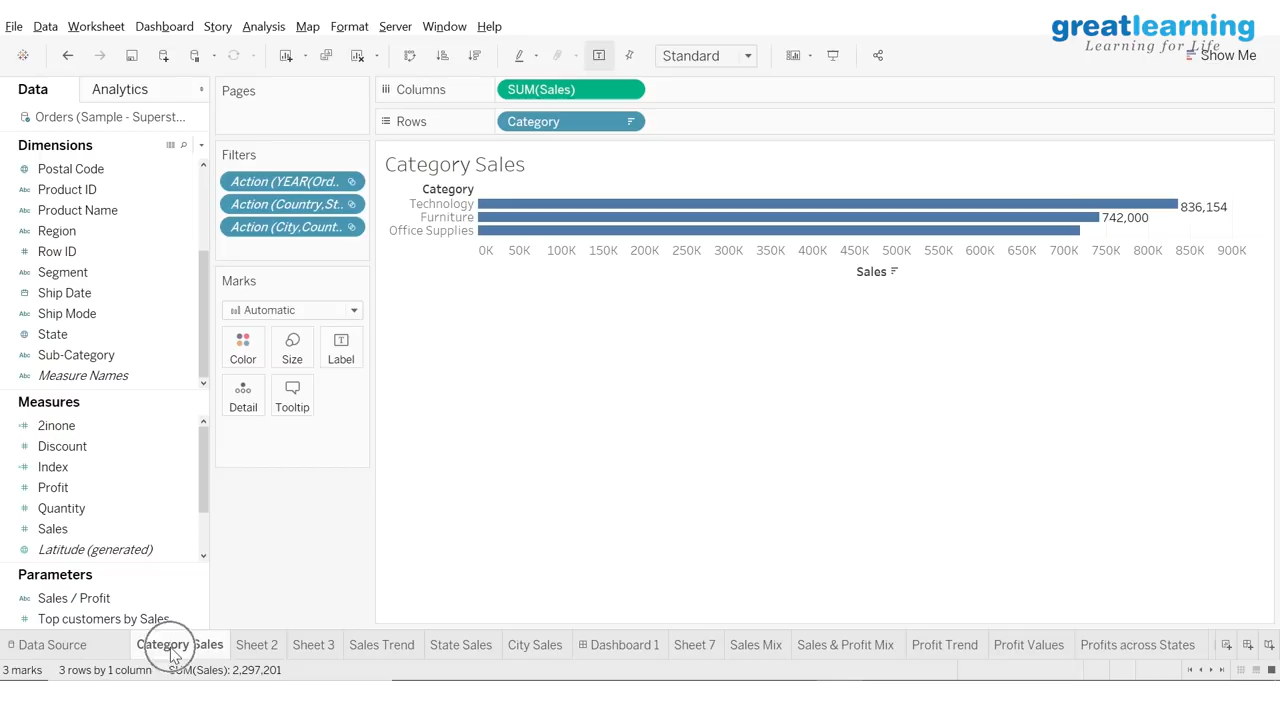 File Data Worksheet Dashboard Story Analysis Map Format Server Window Help
greatlearning
Learning for Life
Standard
Show Me
Data Analytics
Orders (Sample - Superst...
Dimensions
Postal Code
Abc Product ID
Abc Product Name
Abc Region
# Row ID
Abc Segment
Ship Date
Abc Ship Mode
State
Abc Sub-Category
Abc Measure Names
Measures
=# 2inone
# Discount
=# Index
# Profit
# Quantity
# Sales
Latitude (generated)
Parameters
Abc Sales / Profit
# Top customers by Sales
Pages
Filters
Action (YEAR(Ord..
Action (Country,St..
Action (City,Count..
Marks
Automatic
Color Size Label
Detail Tooltip
Columns SUM(Sales)
Rows Category
Category Sales
Category
Technology 836,154
Furniture 742,000
Office Supplies
0K 50K 100K 150K 200K 250K 300K 350K 400K 450K 500K 550K 600K 650K 700K 750K 800K 850K 900K
Sales
Data Source Category Sales Sheet 2 Sheet 3 Sales Trend State Sales City Sales Dashboard 1 Sheet 7 Sales Mix Sales & Profit Mix Profit Trend Profit Values Profits across States
3 marks 3 rows by 1 column SUM(Sales): 2,297,201